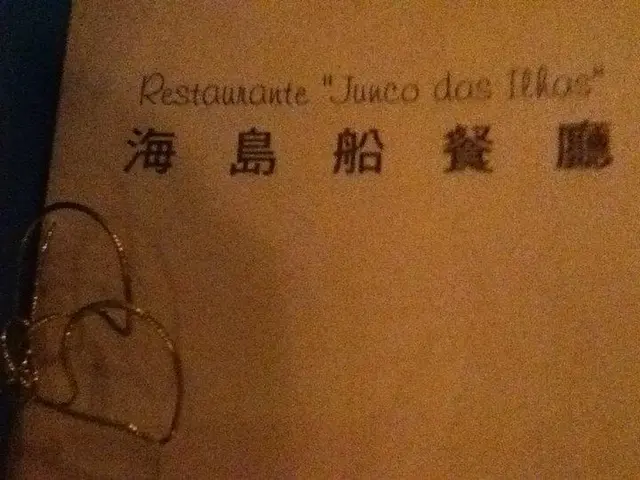 Restaurante "Junco das Ilhas"
海島船餐廳